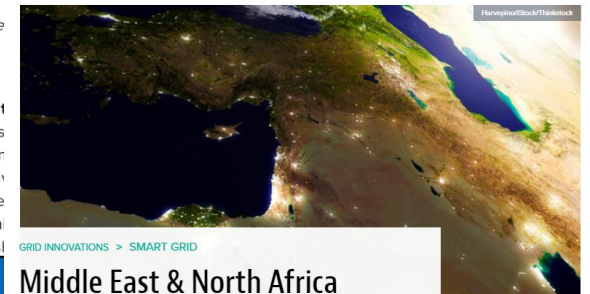 Harvepino/iStock/Thinkstock
GRID INNOVATIONS > SMART GRID
Middle East & North Africa